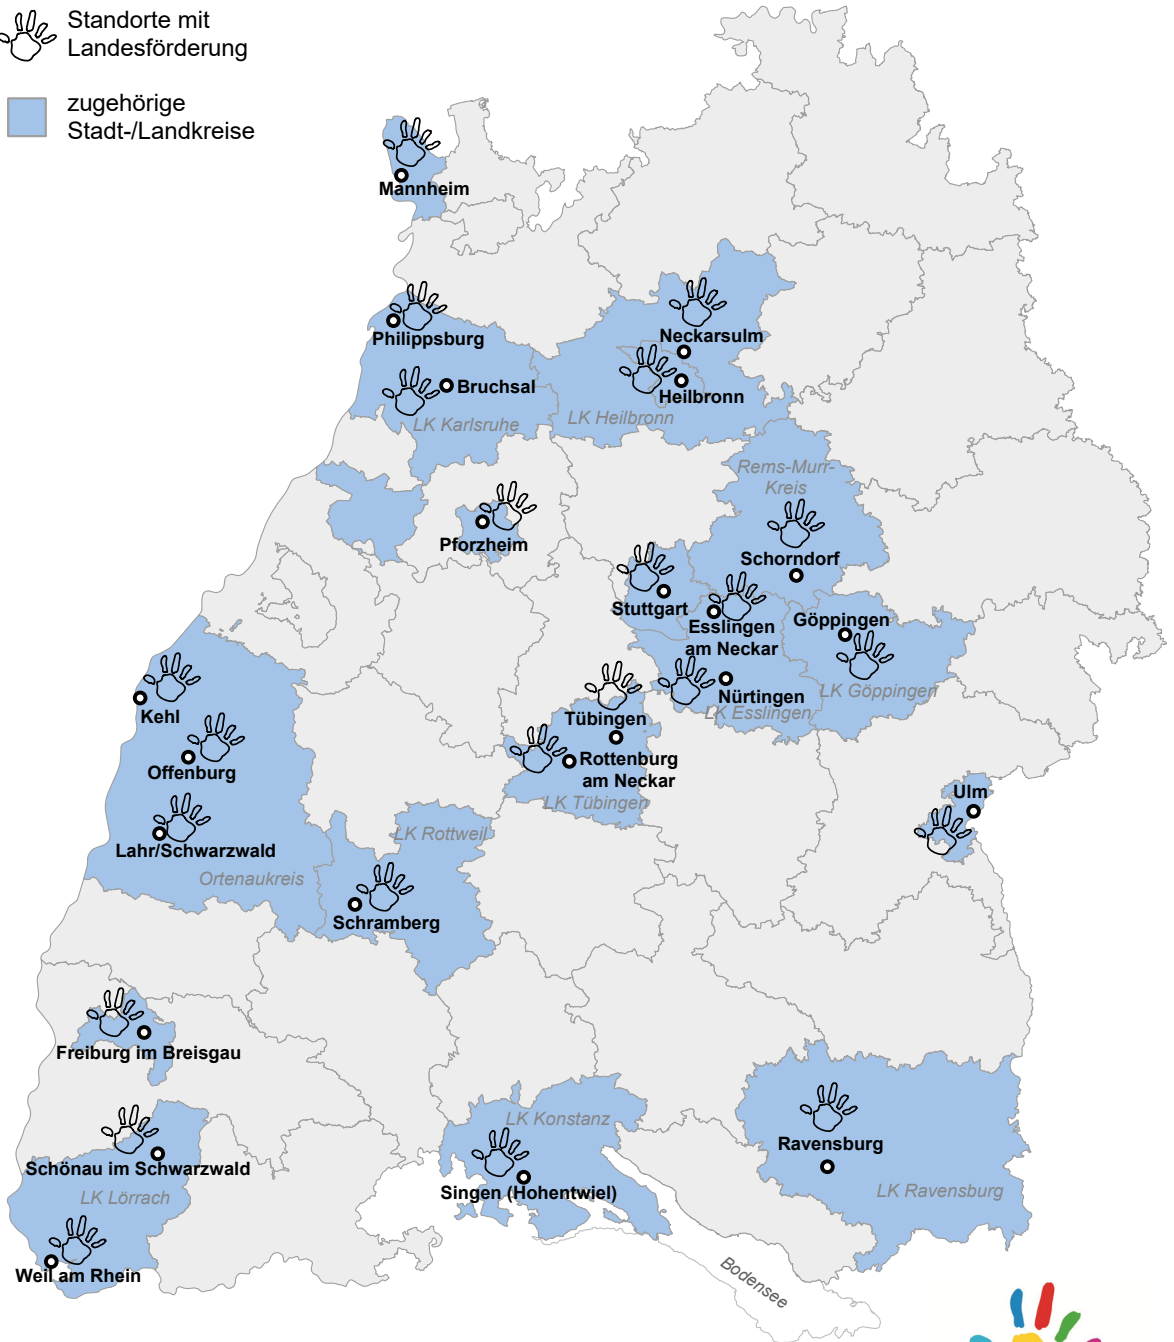 Standorte mit
Landesförderung
zugehörige
Stadt-/Landkreise
Mannheim
Philippsburg
Neckarsulm
Bruchsal
Heilbronn
LK Karlsruhe
LK Heilbronn
Rems-Murr-
Kreis
Pforzheim
Schorndorf
Stuttgart
Esslingen
am Neckar
Göppingen
LK Göppingen
Nürtingen
LK Esslingen
Kehl
Tübingen
Offenburg
Rottenburg
am Neckar
LK Tübingen
Ulm
Lahr/Schwarzwald
LK Rottweil
Ortenaukreis
Schramberg
Freiburg im Breisgau
LK Konstanz
Ravensburg
Schönau im Schwarzwald
LK Lörrach
Singen (Hohentwiel)
LK Ravensburg
Weil am Rhein
Bodensee